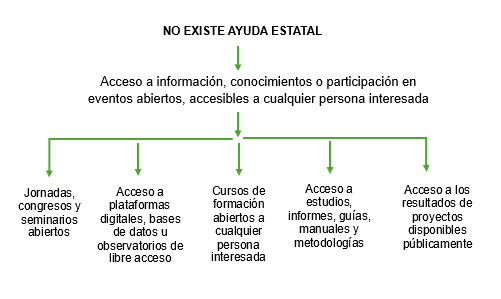 NO EXISTE AYUDA ESTATAL
Acceso a información, conocimientos o participación en
eventos abiertos, accesibles a cualquier persona interesada
Jornadas,
congresos y
seminarios
abiertos
Acceso a
plataformas
digitales, bases
de datos u
observatorios de
libre acceso
Cursos de
formación
abiertos a
cualquier
persona
interesada
Acceso a
estudios,
informes, guías,
manuales y
metodologías
Acceso a los
resultados de
proyectos
disponibles
públicamente